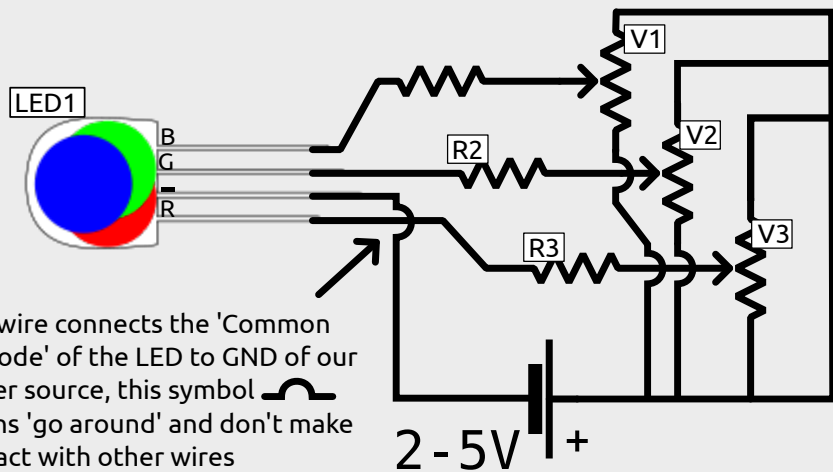 V1
LED1
B
V2
R2
G
-
R
V3
R3
wire connects the 'Common
ode' of the LED to GND of our
er source, this symbol
ns 'go around' and don't make
act with other wires
2-5V +